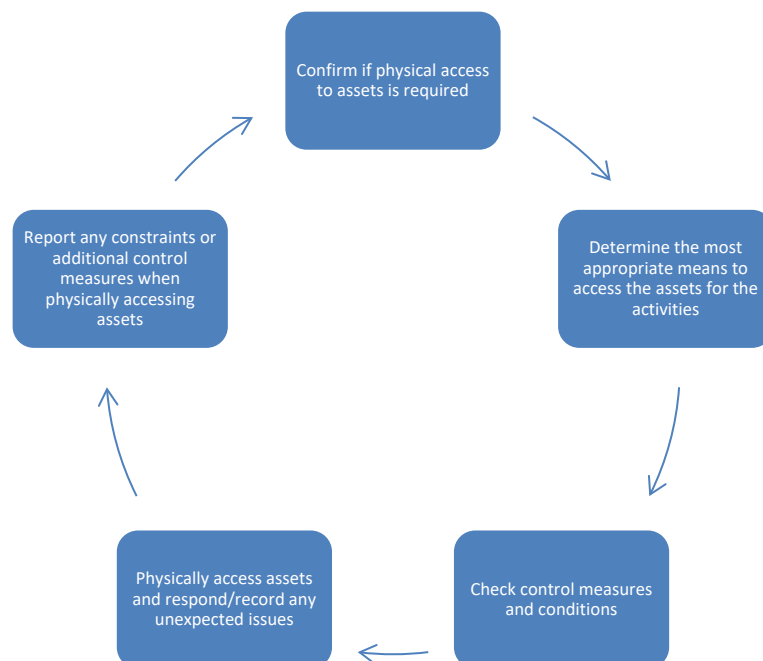 Confirm if physical access
to assets is required
Determine the most
appropriate means to
access the assets for the
activities
Check control measures
and conditions
Physically access assets
and respond/record any
unexpected issues
Report any constraints or
additional control
measures when
physically accessing
assets